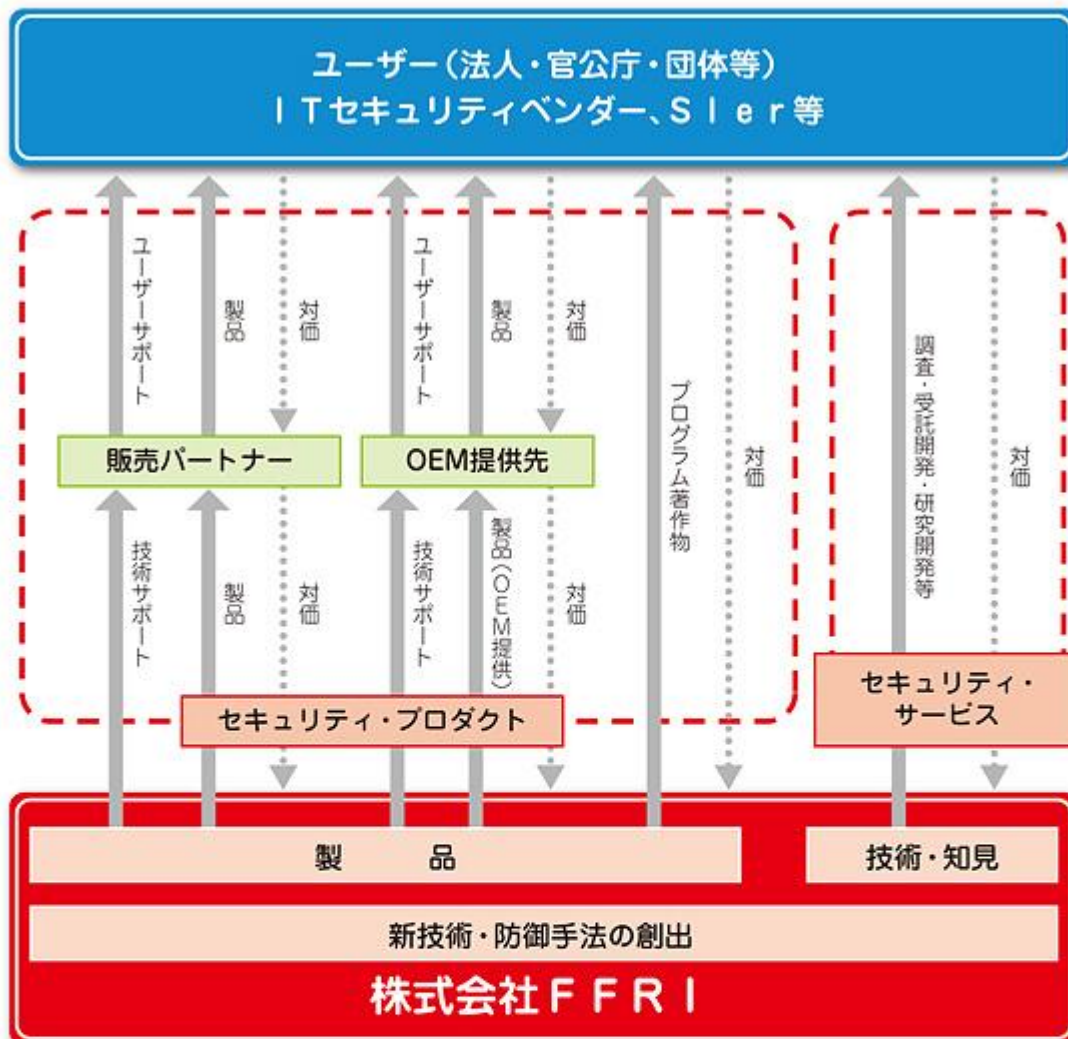 ユーザー（法人・官公庁・団体等）
ＩＴセキュリティベンダー、ＳＩｅｒ等
ユーザーサポート
製品
対価
ユーザーサポート
製品
対価
プログラム著作物
対価
調査・受託開発・研究開発等
対価
販売パートナー
OEM提供先
技術サポート
製品
対価
技術サポート
製品（ＯＥＭ提供）
対価
セキュリティ・プロダクト
セキュリティ・
サービス
製品
技術・知見
新技術・防御手法の創出
株式会社ＦＦＲＩ